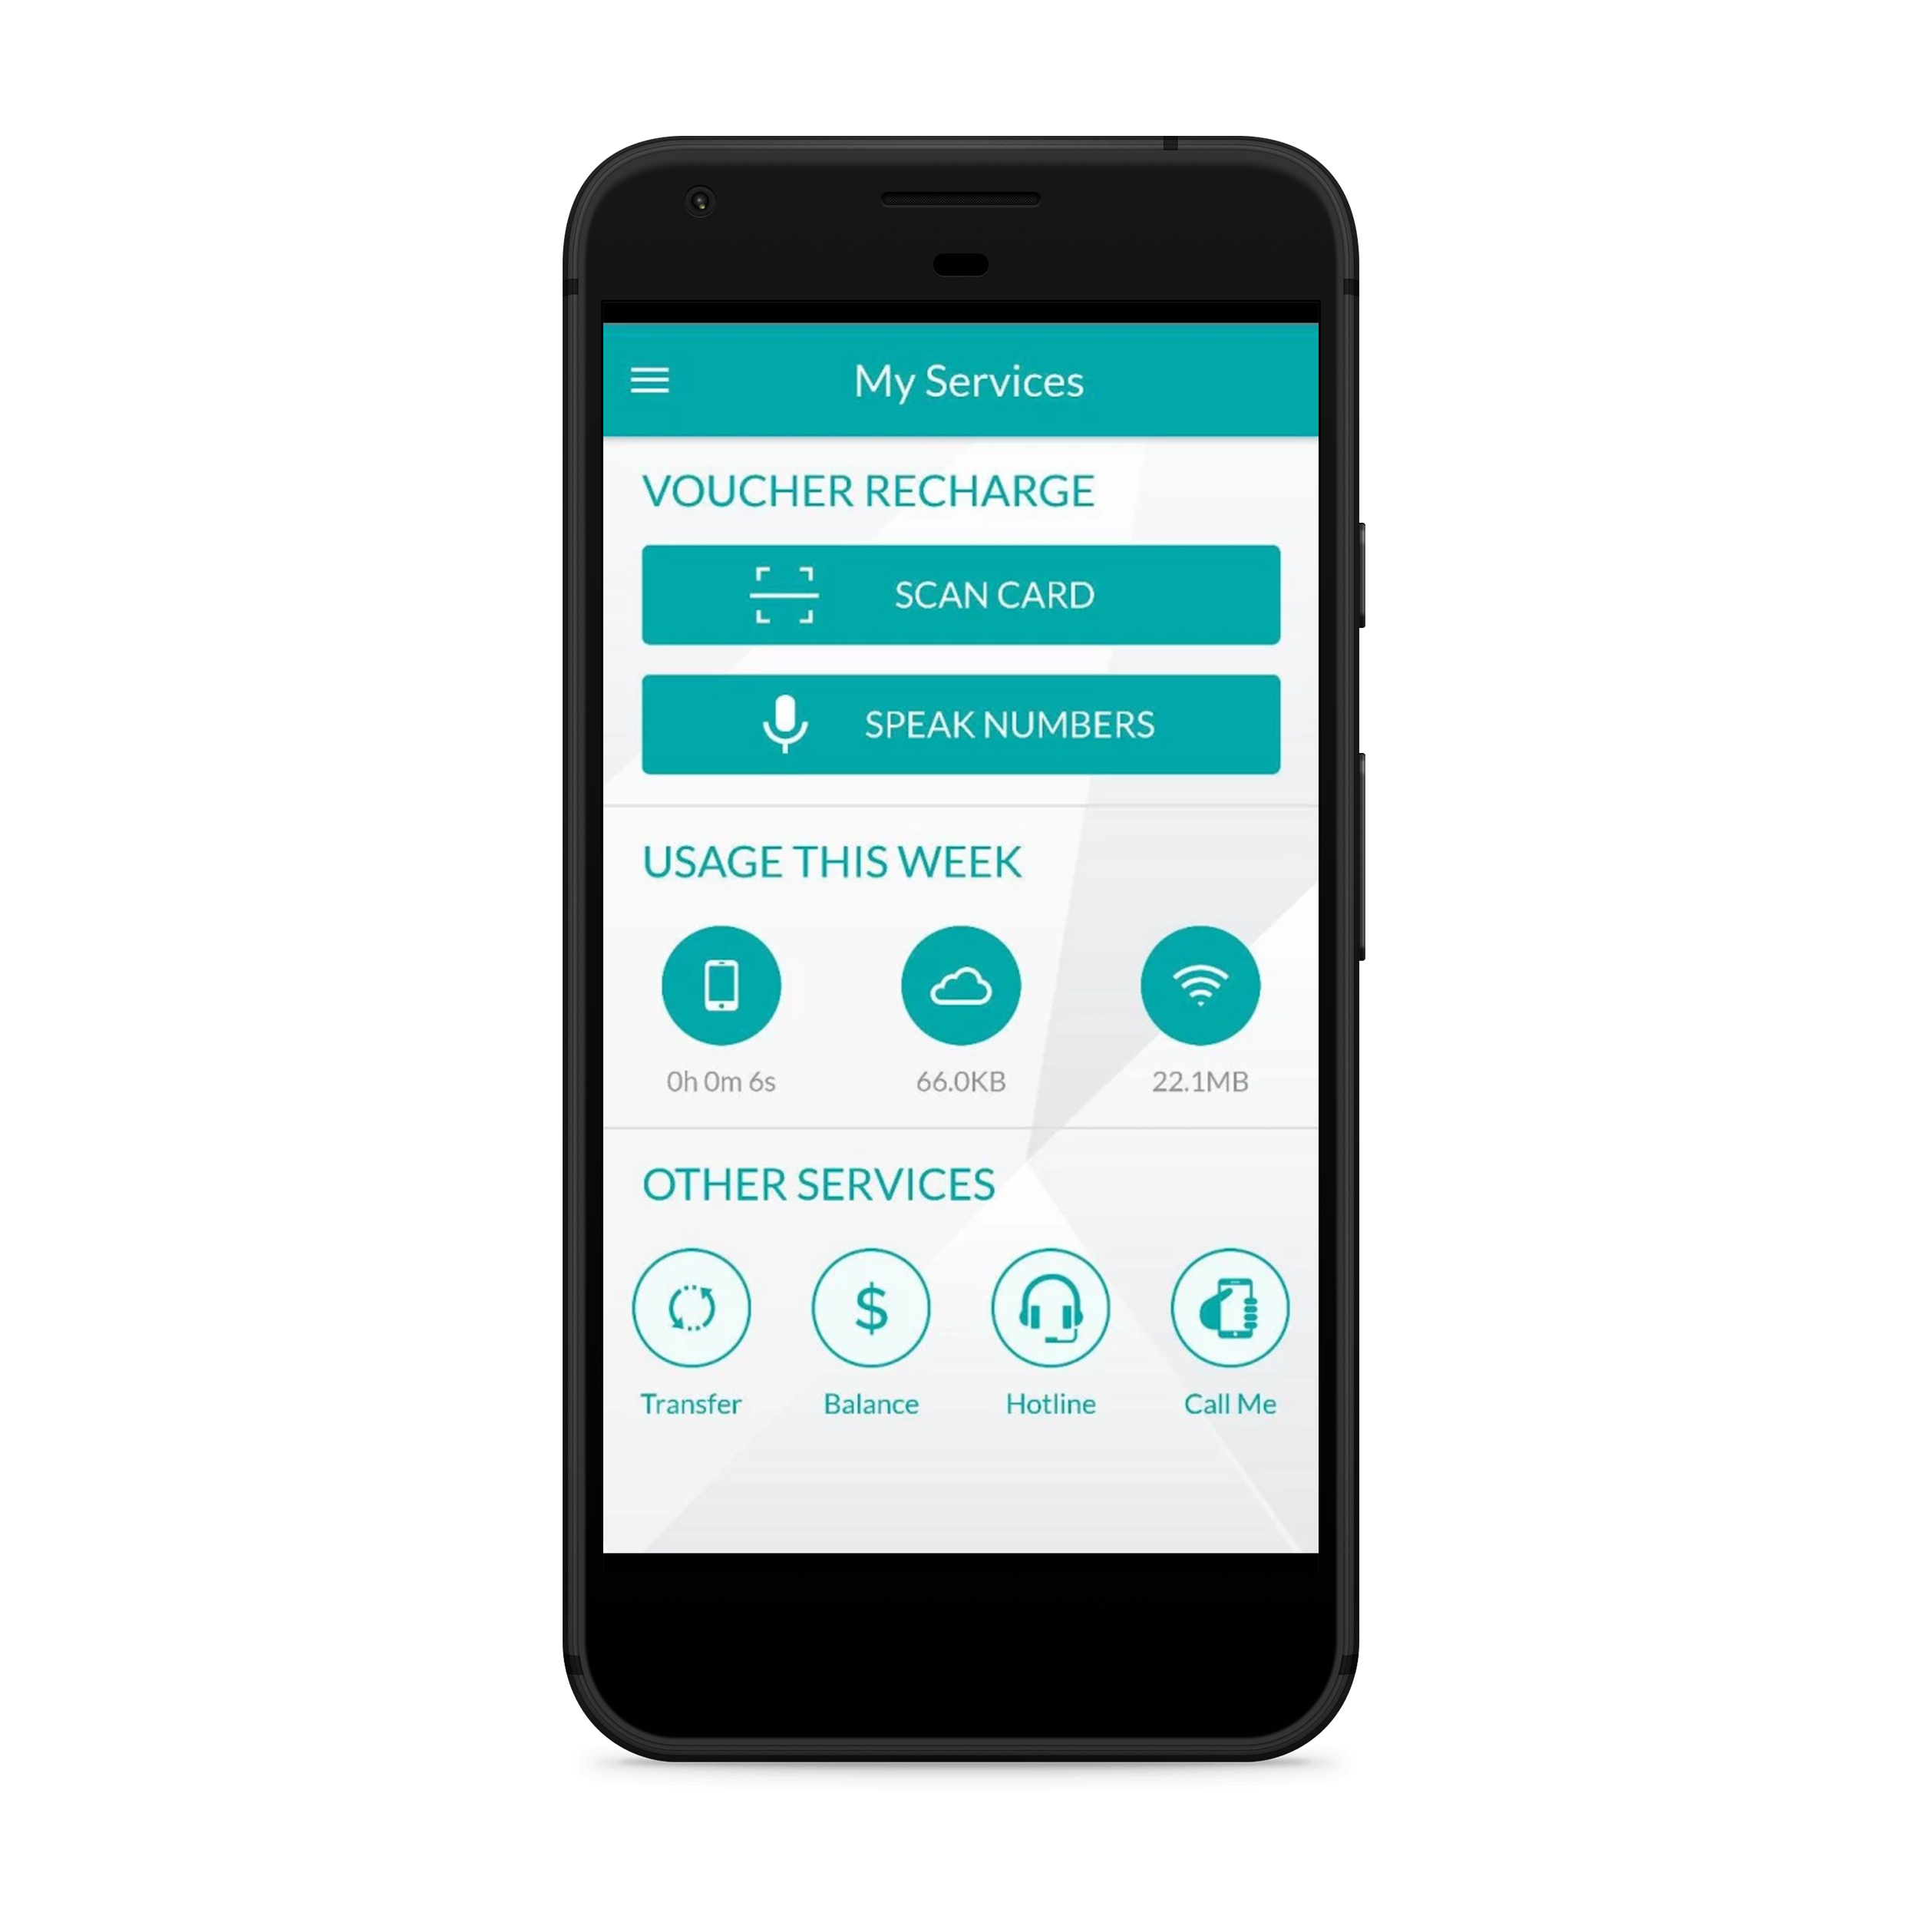 My Services
VOUCHER RECHARGE
SCAN CARD
SPEAK NUMBERS
USAGE THIS WEEK
0h 0m 6s 66.0KB 22.1MB
OTHER SERVICES
$
Transfer Balance Hotline Call Me